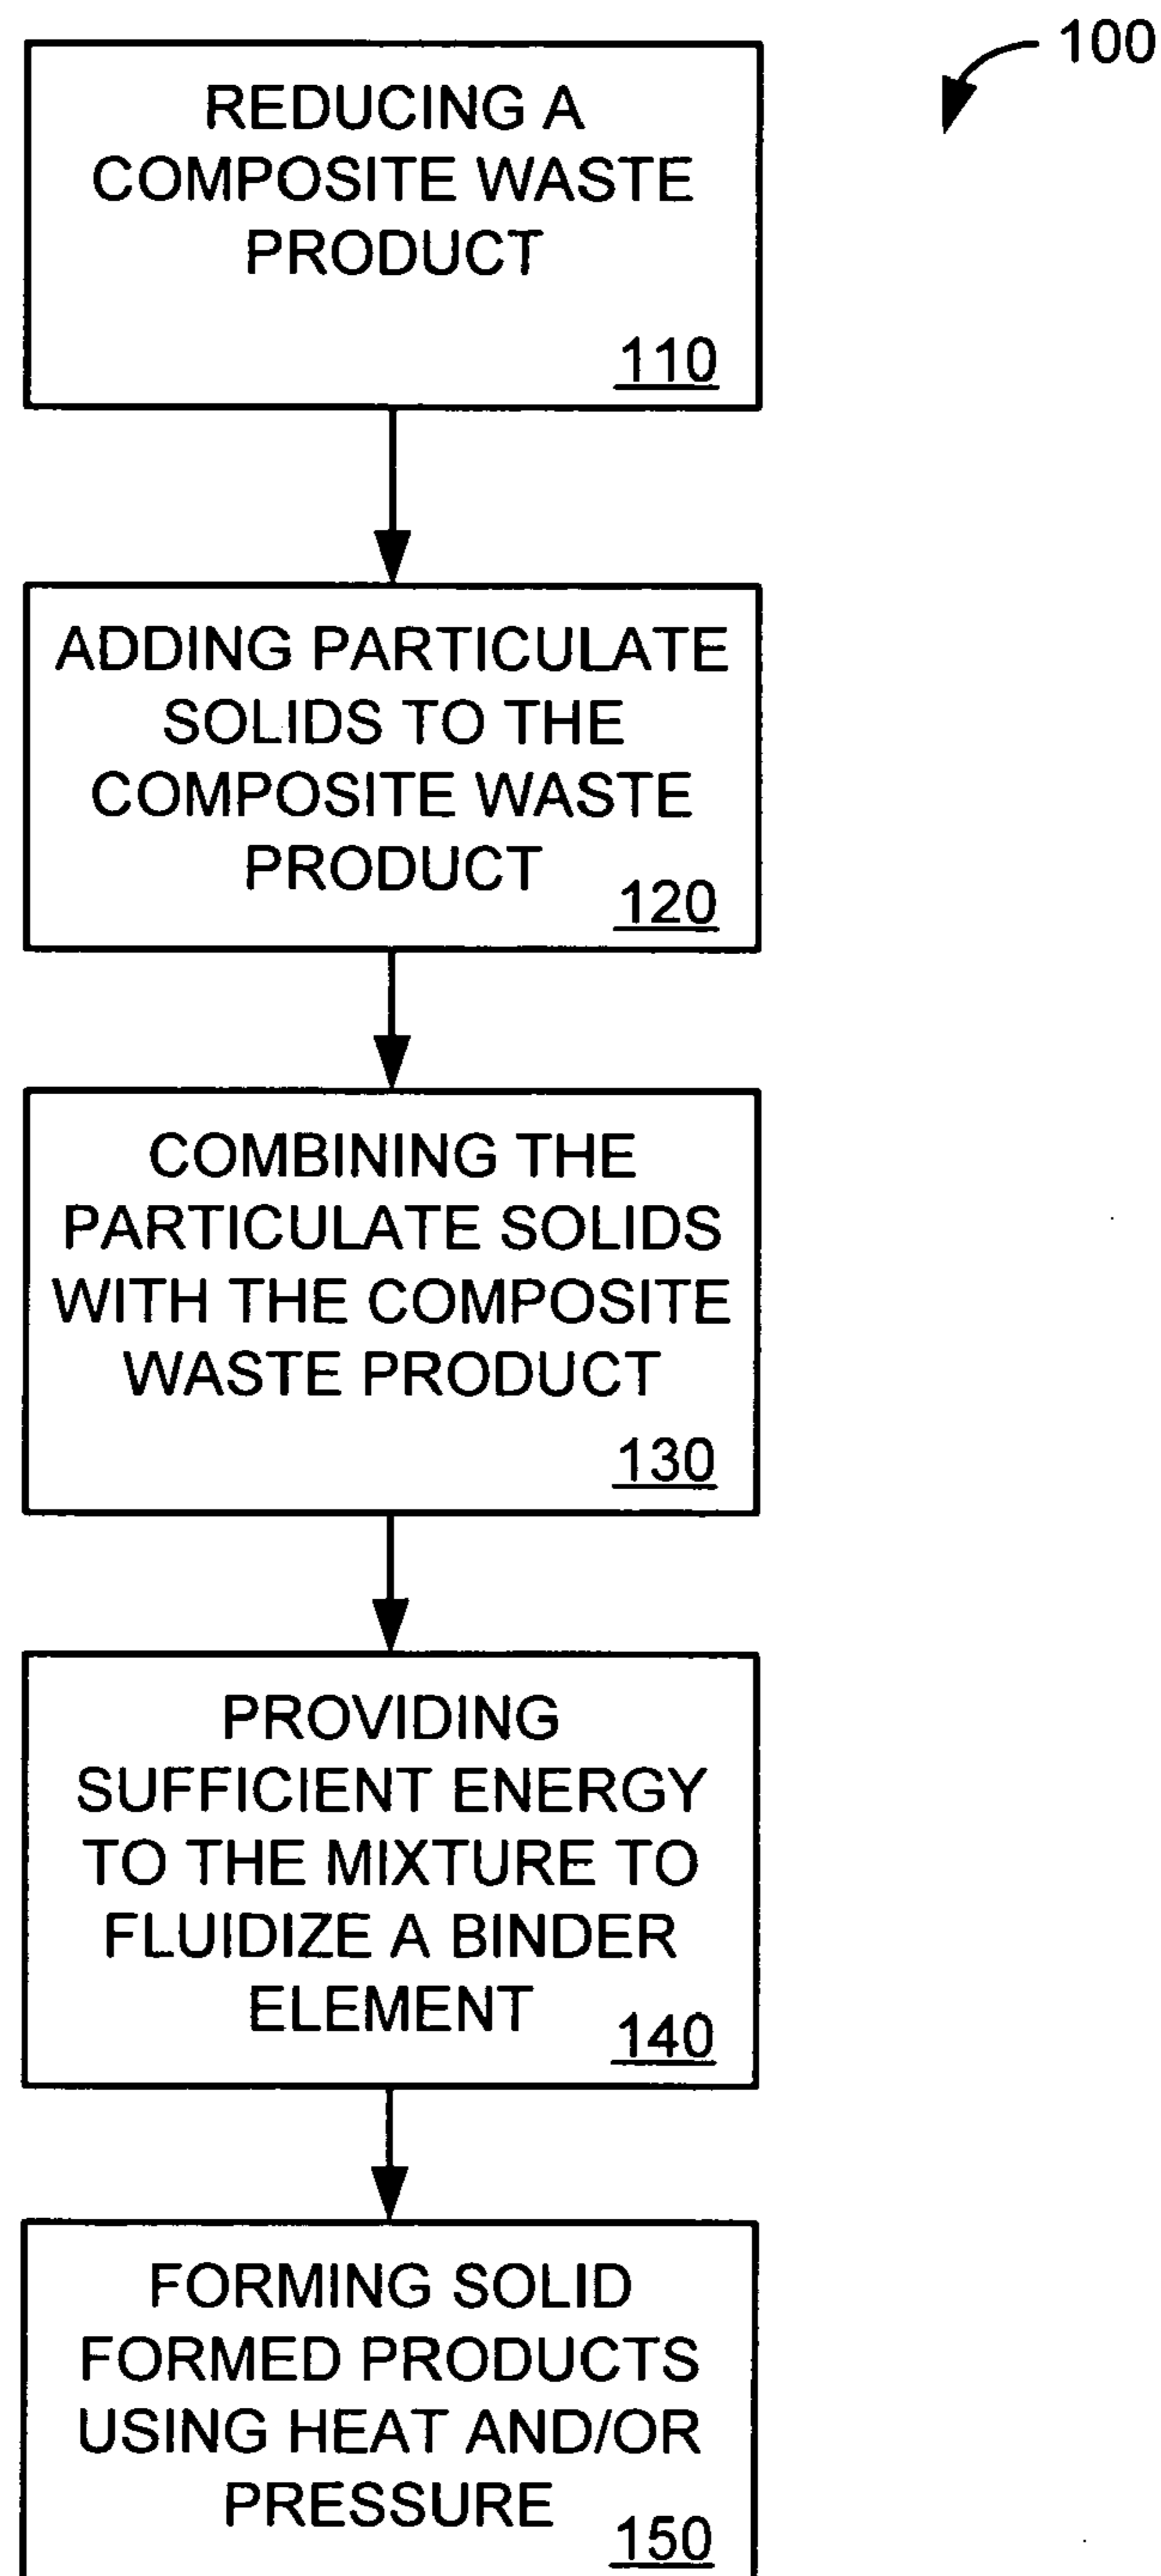 100
REDUCING A
COMPOSITE WASTE
PRODUCT
110
ADDING PARTICULATE
SOLIDS TO THE
COMPOSITE WASTE
PRODUCT
120
COMBINING THE
PARTICULATE SOLIDS
WITH THE COMPOSITE
WASTE PRODUCT
130
PROVIDING
SUFFICIENT ENERGY
TO THE MIXTURE TO
FLUIDIZE A BINDER
ELEMENT
140
FORMING SOLID
FORMED PRODUCTS
USING HEAT AND/OR
PRESSURE
150